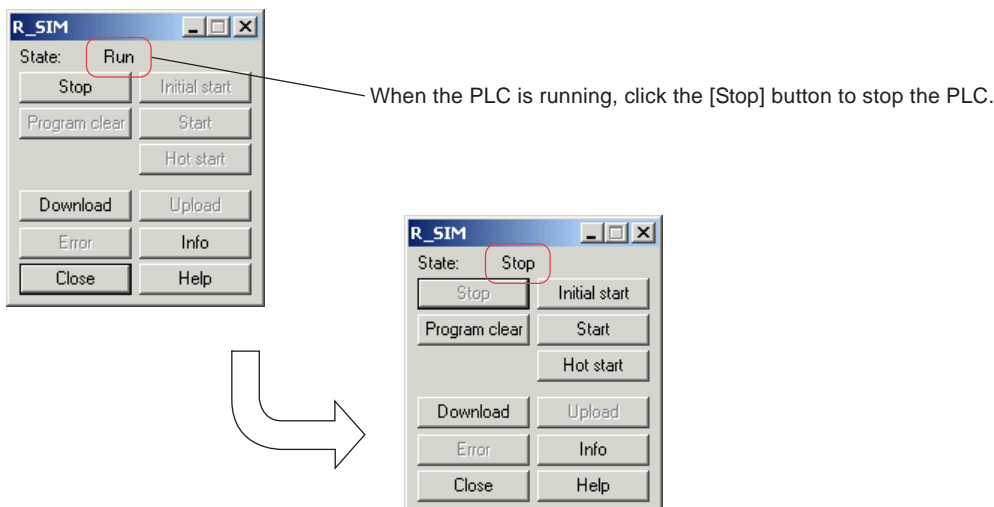 R_SIM
State: Run
Stop Initial start
Program clear Start
Hot start
Download Upload
Error Info
Close Help
When the PLC is running, click the [Stop] button to stop the PLC.
R_SIM
State: Stop
Stop Initial start
Program clear Start
Hot start
Download Upload
Error Info
Close Help